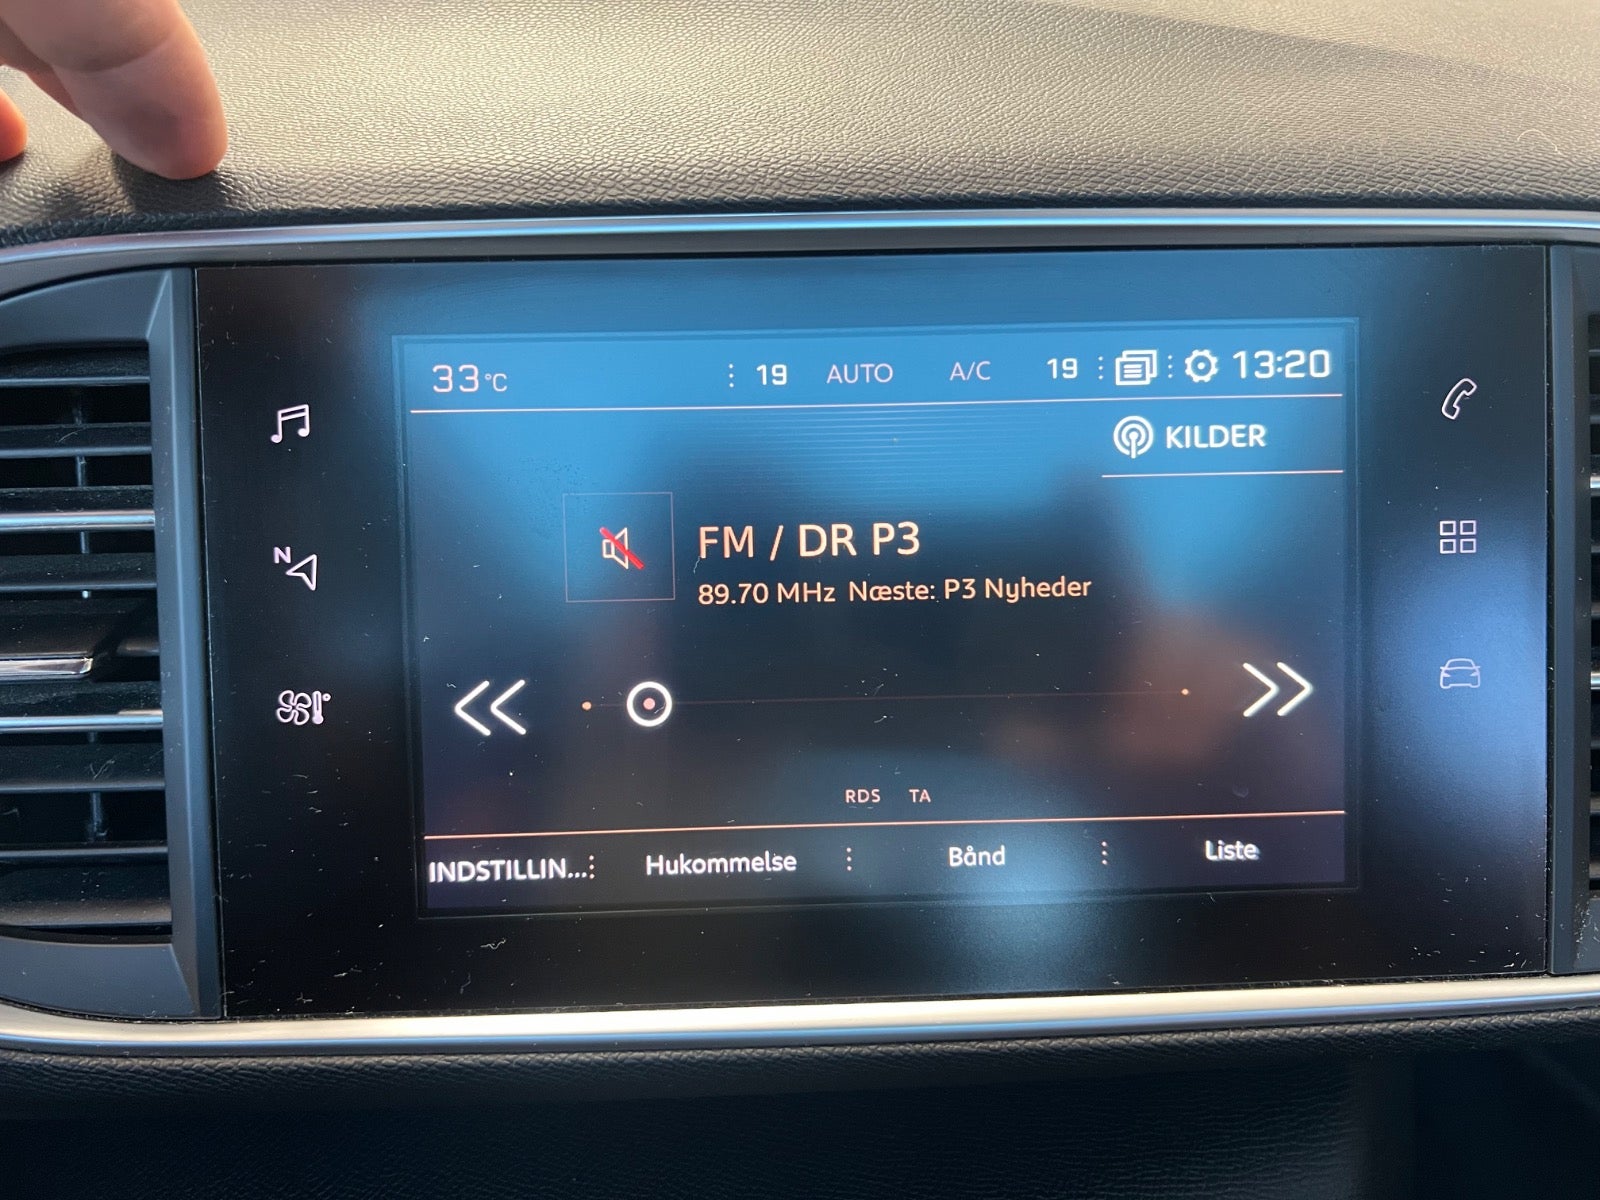 33°C 19 AUTO A/C 19 13:20
KILDER
FM / DR P3
89.70 MHz Næste: P3 Nyheder
N
RDS TA
INDSTILLIN... Hukommelse Bånd Liste